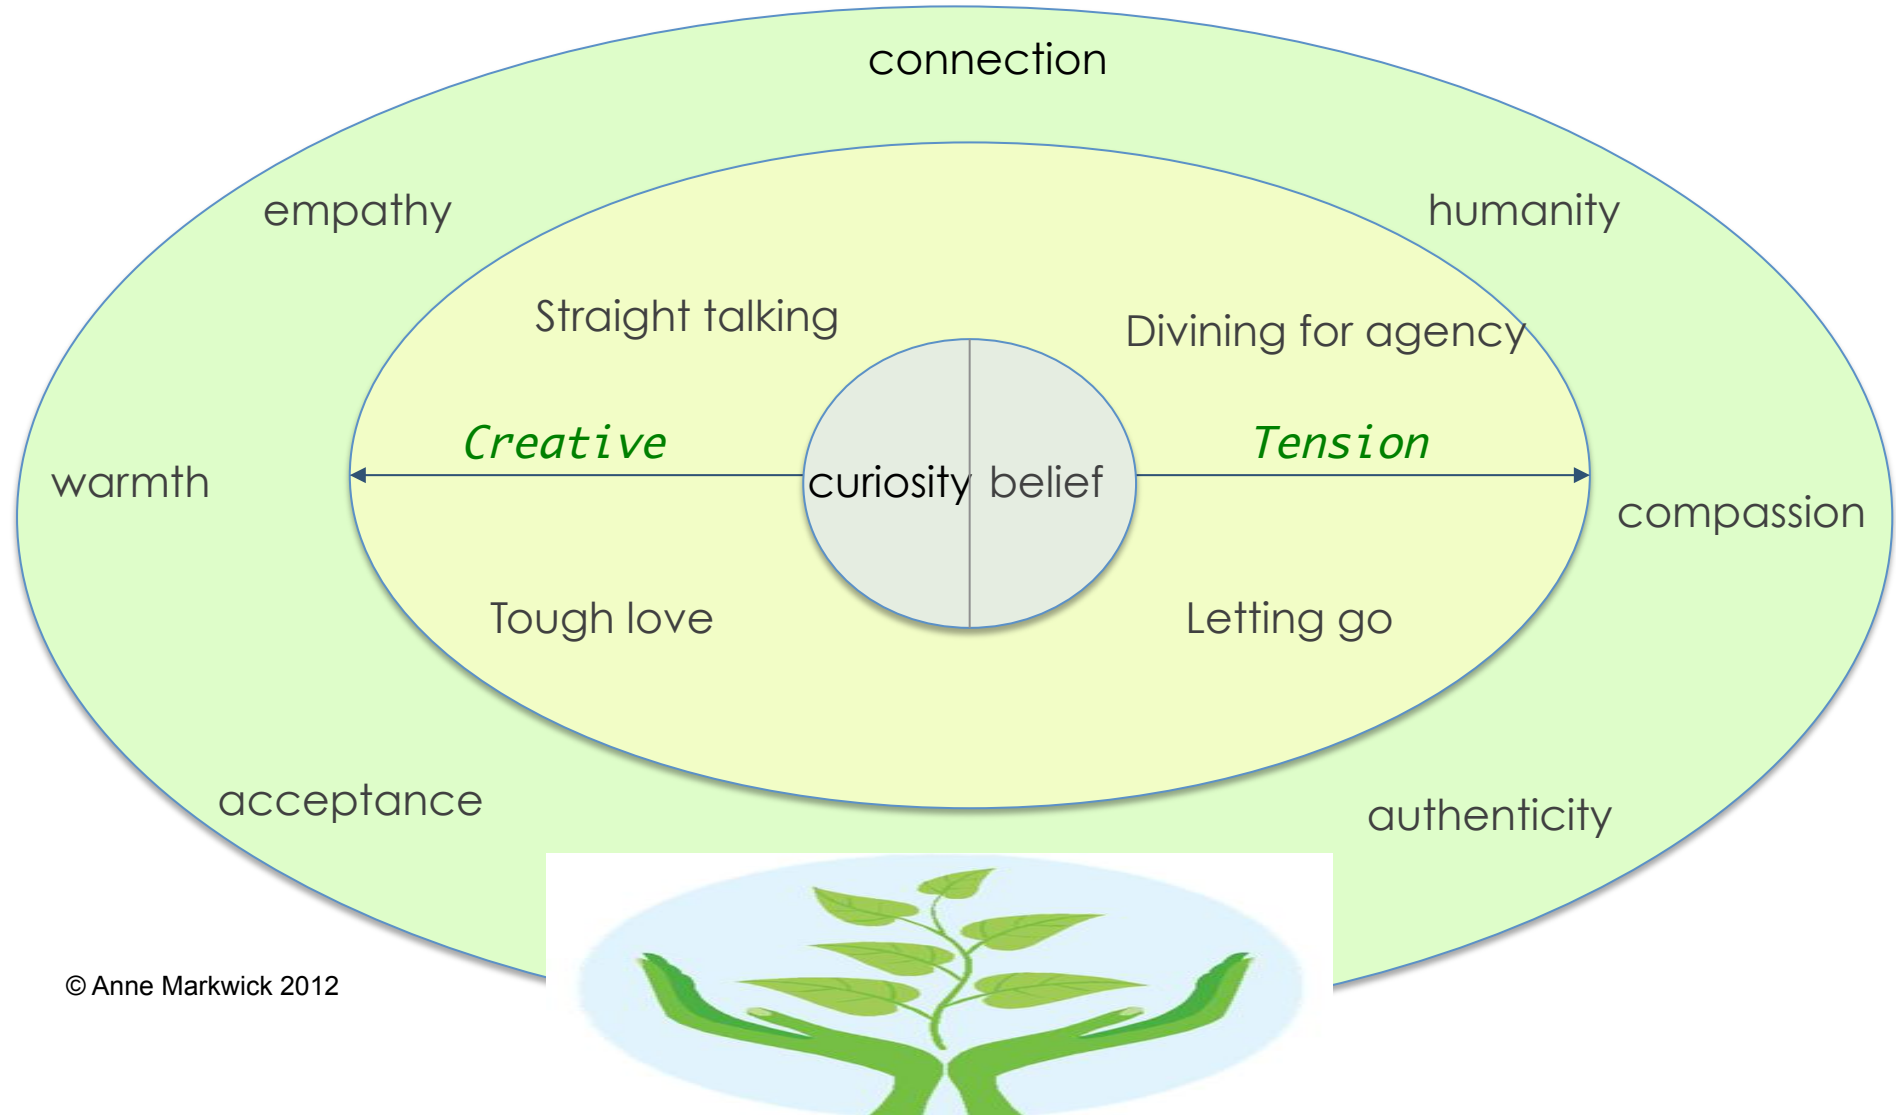 connection
empathy
humanity
Straight talking
Divining for agency
Creative
Tension
warmth
curiosity
belief
compassion
Tough love
Letting go
acceptance
authenticity
© Anne Markwick 2012